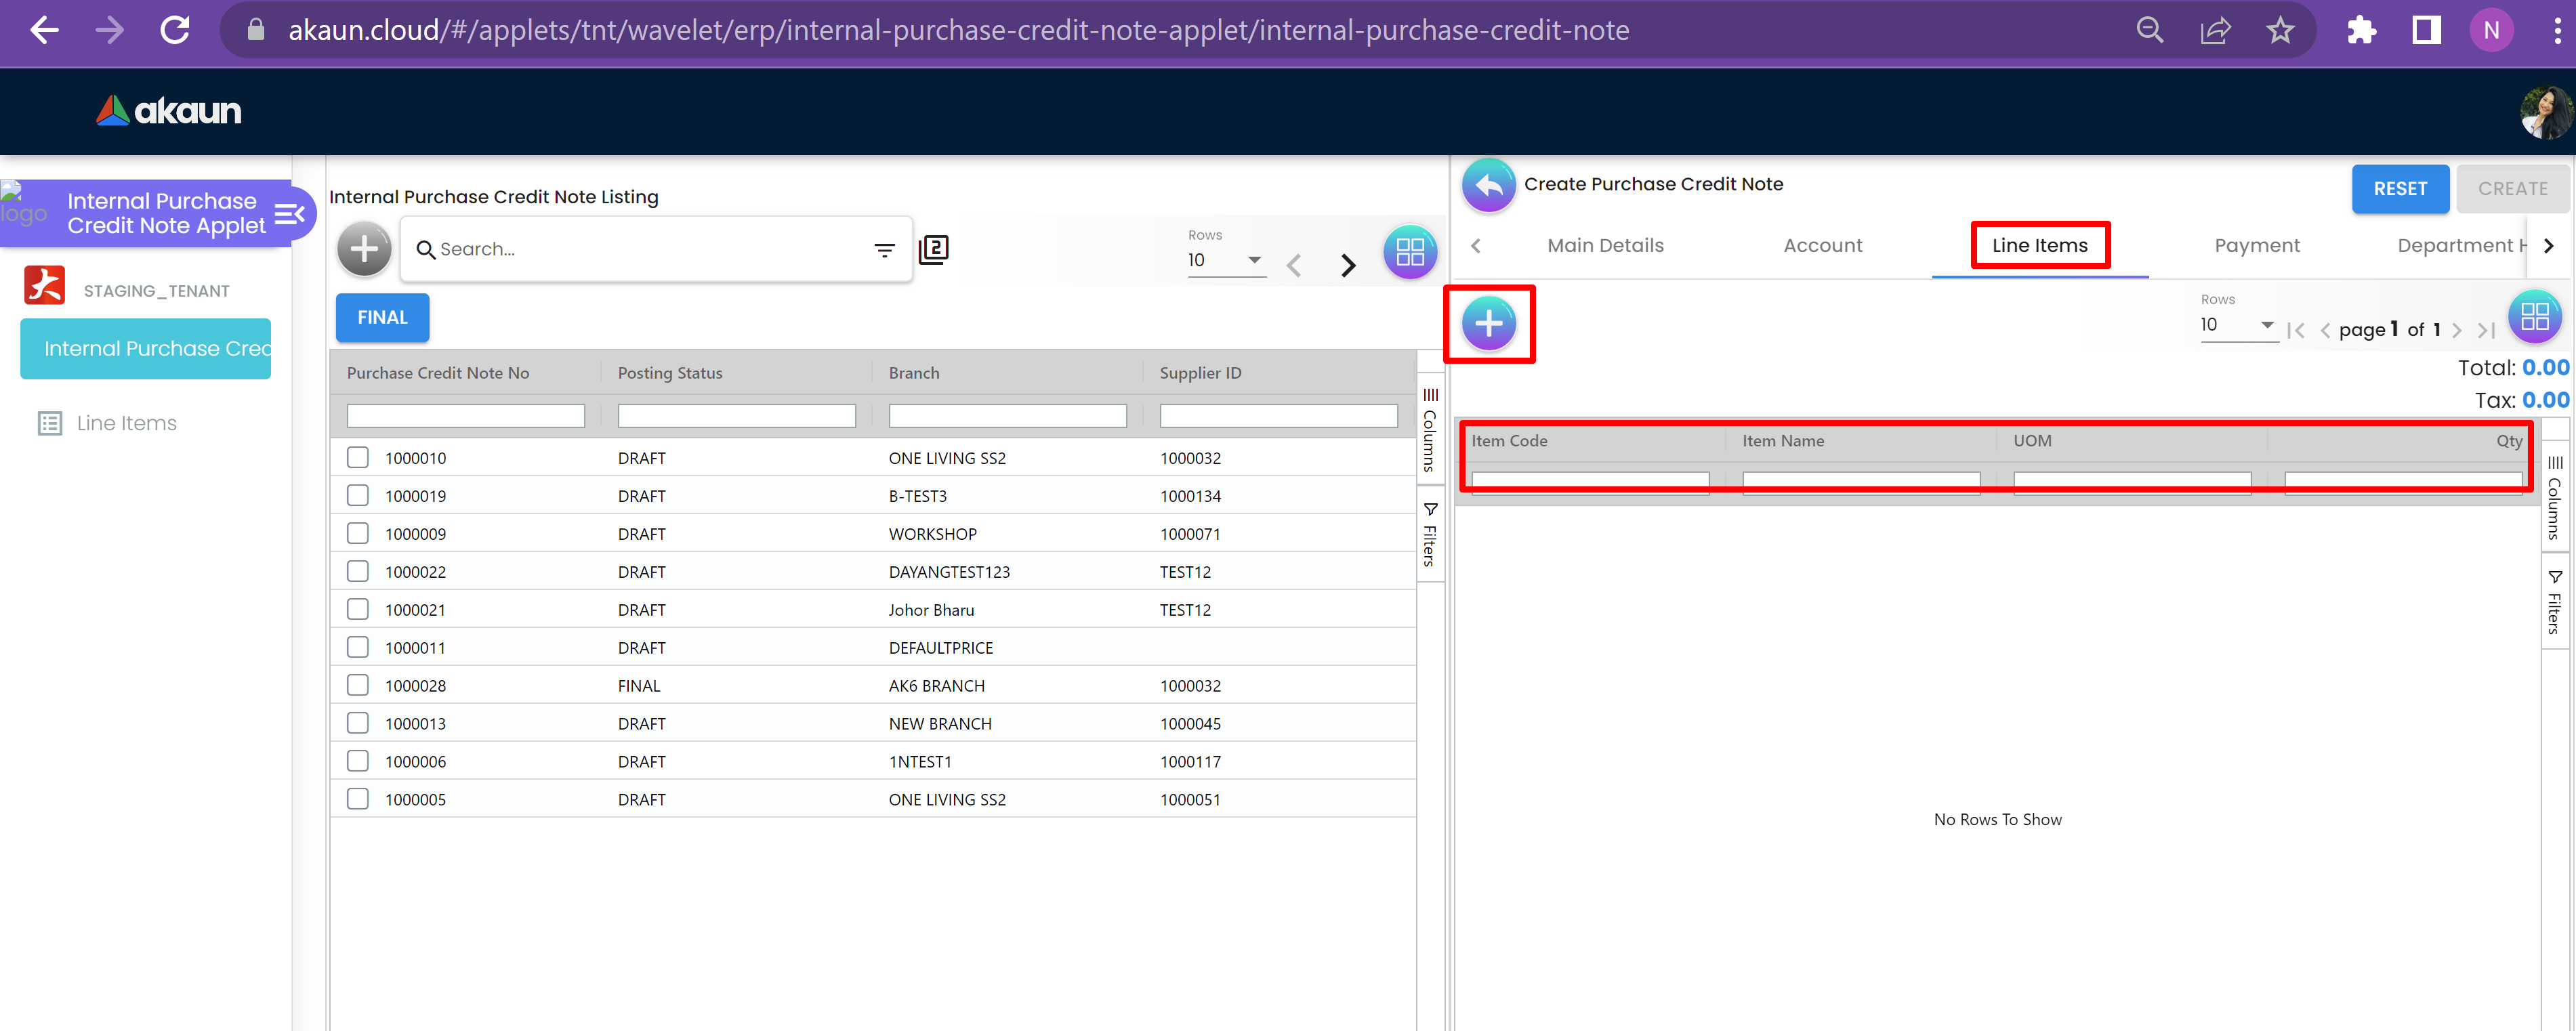 akaun.cloud/#/applets/tnt/wavelet/erp/internal-purchase-credit-note-applet/internal-purchase-credit-note
N
akaun
logo
Internal Purchase
Credit Note Applet
STAGING_TENANT
Internal Purchase Cred
Line Items
Internal Purchase Credit Note Listing
Search...
2
Rows
10
FINAL
Purchase Credit Note No Posting Status Branch Supplier ID
1000010 DRAFT ONE LIVING SS2 1000032
1000019 DRAFT B-TEST3 1000134
1000009 DRAFT WORKSHOP 1000071
1000022 DRAFT DAYANGTEST123 TEST12
1000021 DRAFT Johor Bharu TEST12
1000011 DRAFT DEFAULTPRICE
1000028 FINAL AK6 BRANCH 1000032
1000013 DRAFT NEW BRANCH 1000045
1000006 DRAFT 1NTEST1 1000117
1000005 DRAFT ONE LIVING SS2 1000051
Columns
Filters
Create Purchase Credit Note
RESET CREATE
Main Details Account Line Items Payment Department H
Rows
10
page 1 of 1
Total: 0.00
Tax: 0.00
Item Code Item Name UOM Qty
Columns
Filters
No Rows To Show